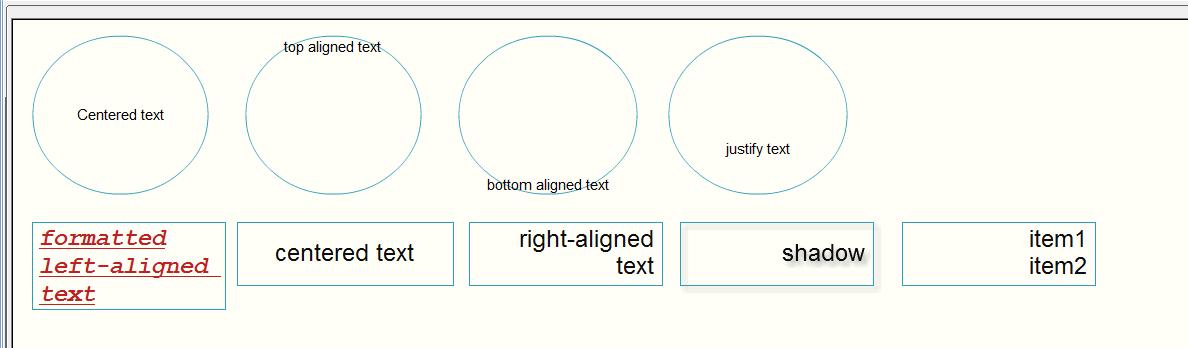 top aligned text
Centered text
justify text
bottom aligned text
formatted
left-aligned
text
centered text
right-aligned
text
shadow
item1
item2